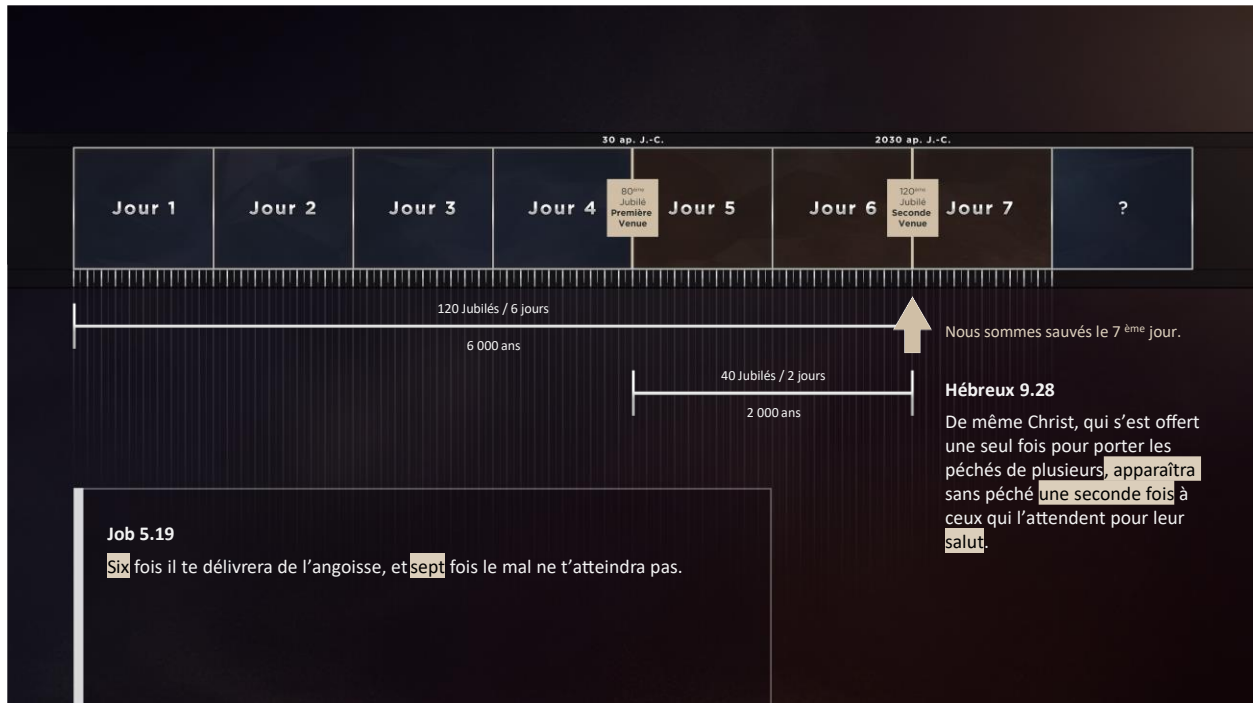 30 ap. J.-C.
2030 ap. J.-C.
Jour 1
Jour 2
Jour 3
Jour 4
80ème
Jubilé
Première
Venue
Jour 5
Jour 6
120ème
Jubilé
Seconde
Venue
Jour 7
?
120 Jubilés / 6 jours
6 000 ans
Nous sommes sauvés le 7 ème jour.
40 Jubilés / 2 jours
2 000 ans
Hébreux 9.28
De même Christ, qui s’est offert
une seul fois pour porter les
péchés de plusieurs, apparaîtra
sans péché une seconde fois à
ceux qui l’attendent pour leur
salut.
Job 5.19
Six fois il te délivrera de l’angoisse, et sept fois le mal ne t’atteindra pas.